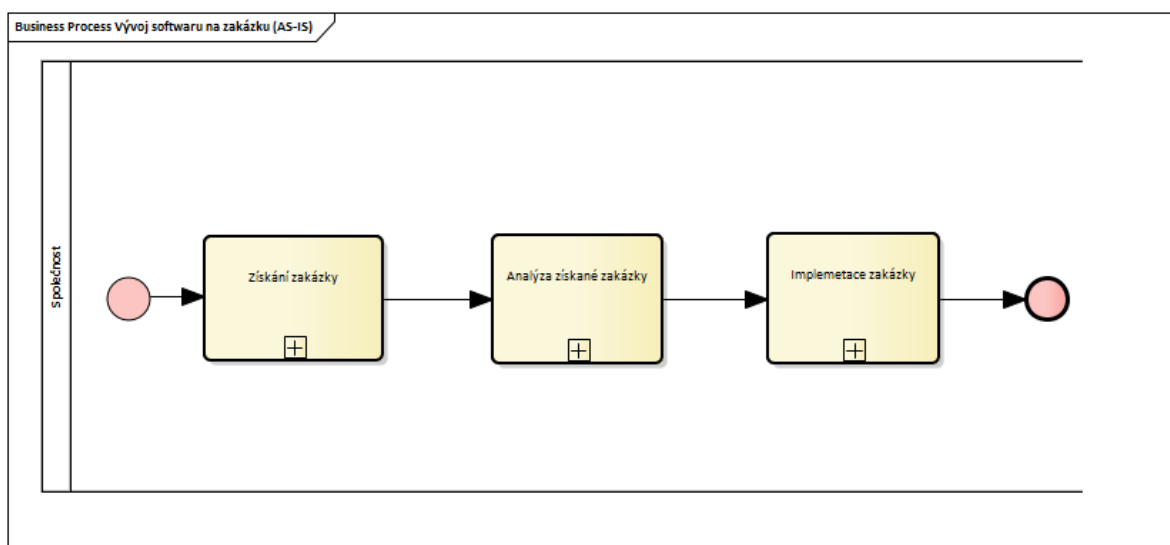 Business Process Vývoj softwaru na zakázku (AS-IS)
Společnost
Získání zakázky
Analýza získané zakázky
Implemetace zakázky